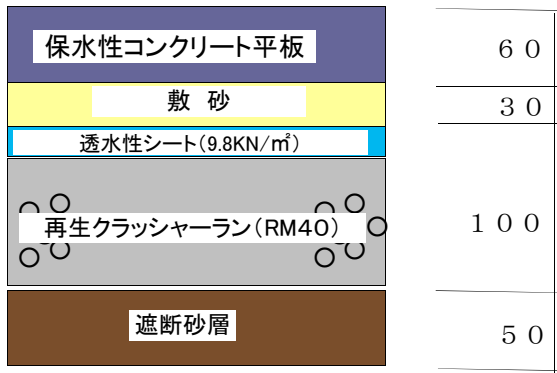 保水性コンクリート平板
６０
敷 砂
３０
透水性シート（9.8KN/㎡）
再生クラッシャーラン（RM40）
１００
遮断砂層
５０